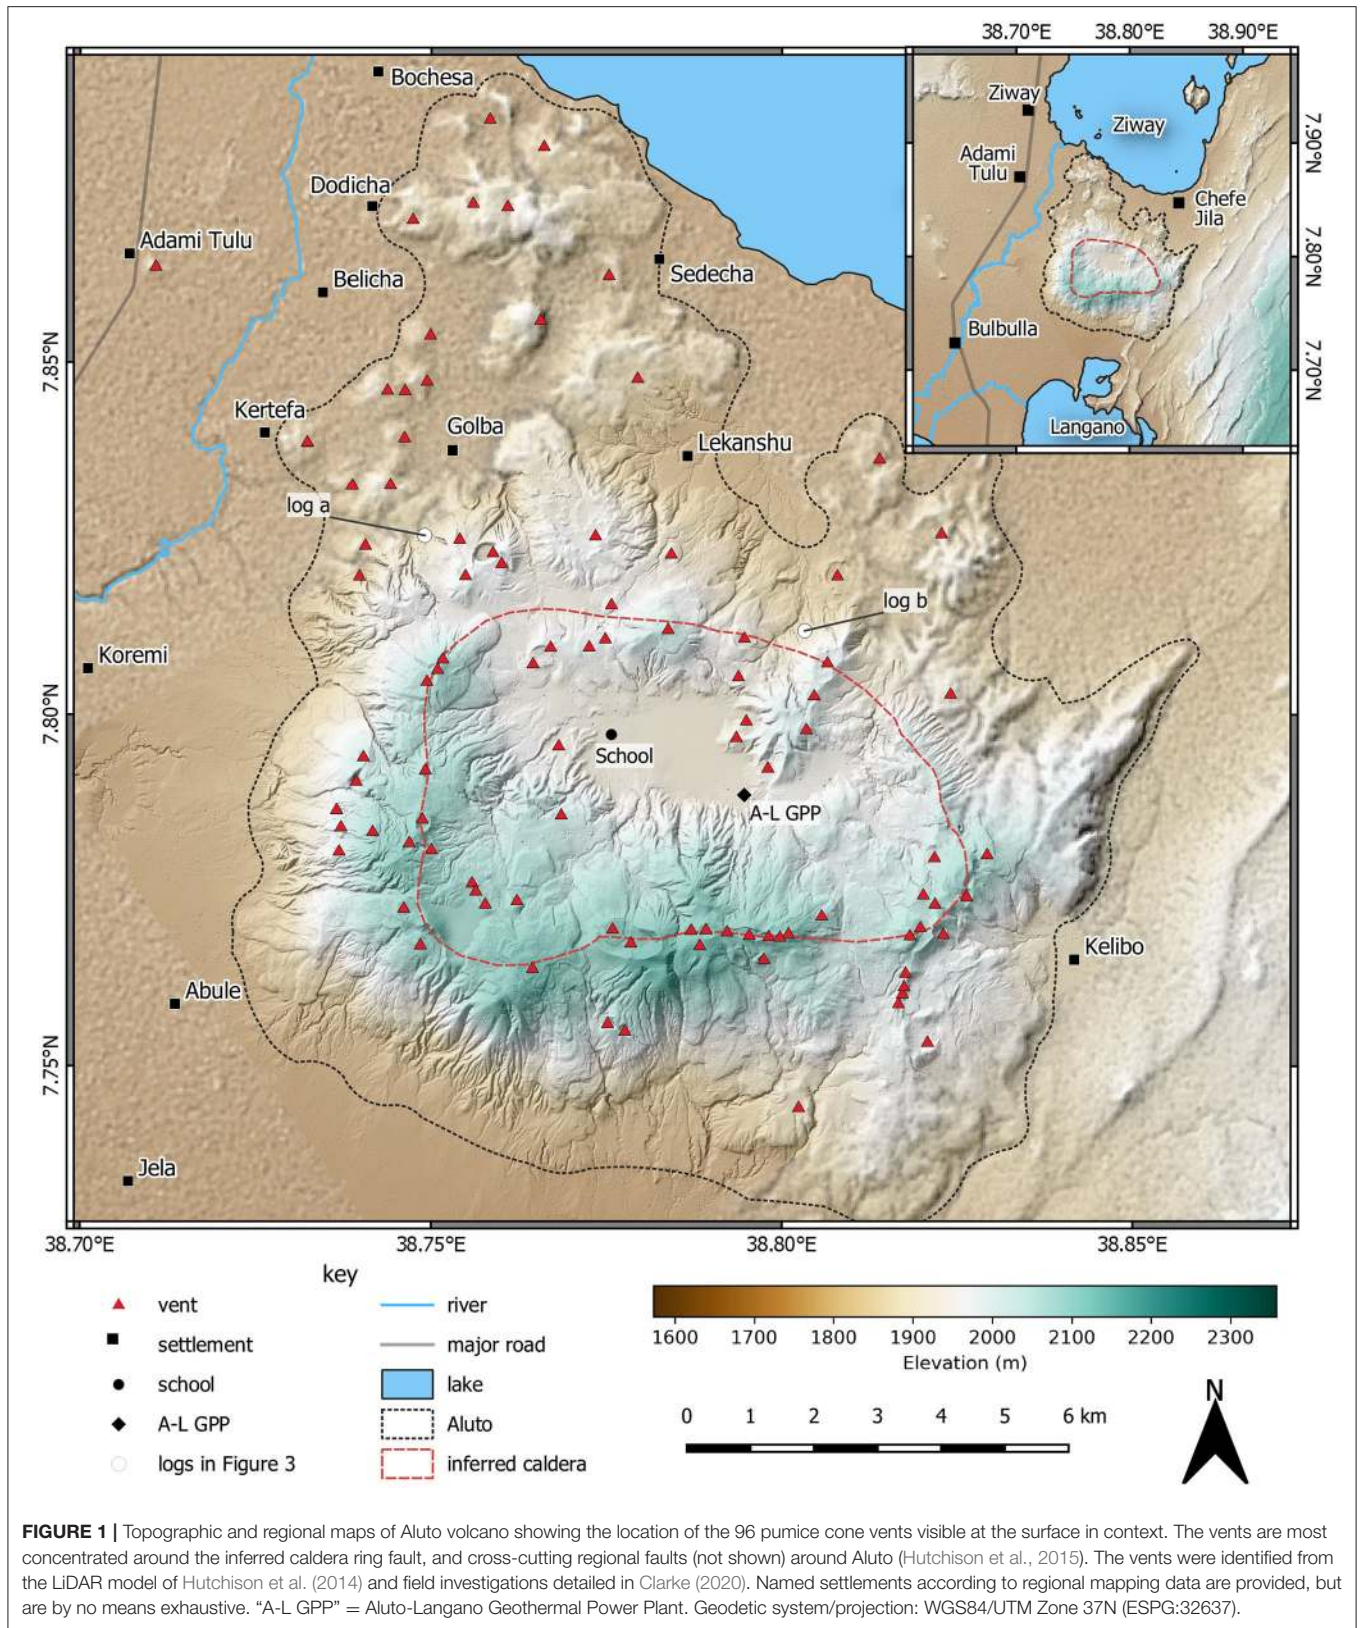 38.70°E 38.80°E 38.90°E
Bochesa
Ziway
Ziway
7.90°N
Adami
Tulu
Dodicha
Chefe
Jila
Adami Tulu
Sedecha
7.80°N
Belicha
Bulbulla
7.85°N
7.70°N
Kertefa
Golba
Lekanshu
Langano
log a
log b
Koremi
7.80°N
School
A-L GPP
Kelibo
Abule
7.75°N
Jela
38.70°E 38.75°E 38.80°E 38.85°E
key
vent
river
settlement
major road
1600 1700 1800 1900 2000 2100 2200 2300
Elevation (m)
school
lake
A-L GPP
Aluto
0 1 2 3 4 5 6 km
N
logs in Figure 3
inferred caldera
FIGURE 1 | Topographic and regional maps of Aluto volcano showing the location of the 96 pumice cone vents visible at the surface in context. The vents are most
concentrated around the inferred caldera ring fault, and cross-cutting regional faults (not shown) around Aluto (Hutchison et al., 2015). The vents were identified from
the LiDAR model of Hutchison et al. (2014) and field investigations detailed in Clarke (2020). Named settlements according to regional mapping data are provided, but
are by no means exhaustive. “A-L GPP” = Aluto-Langano Geothermal Power Plant. Geodetic system/projection: WGS84/UTM Zone 37N (ESPG:32637).